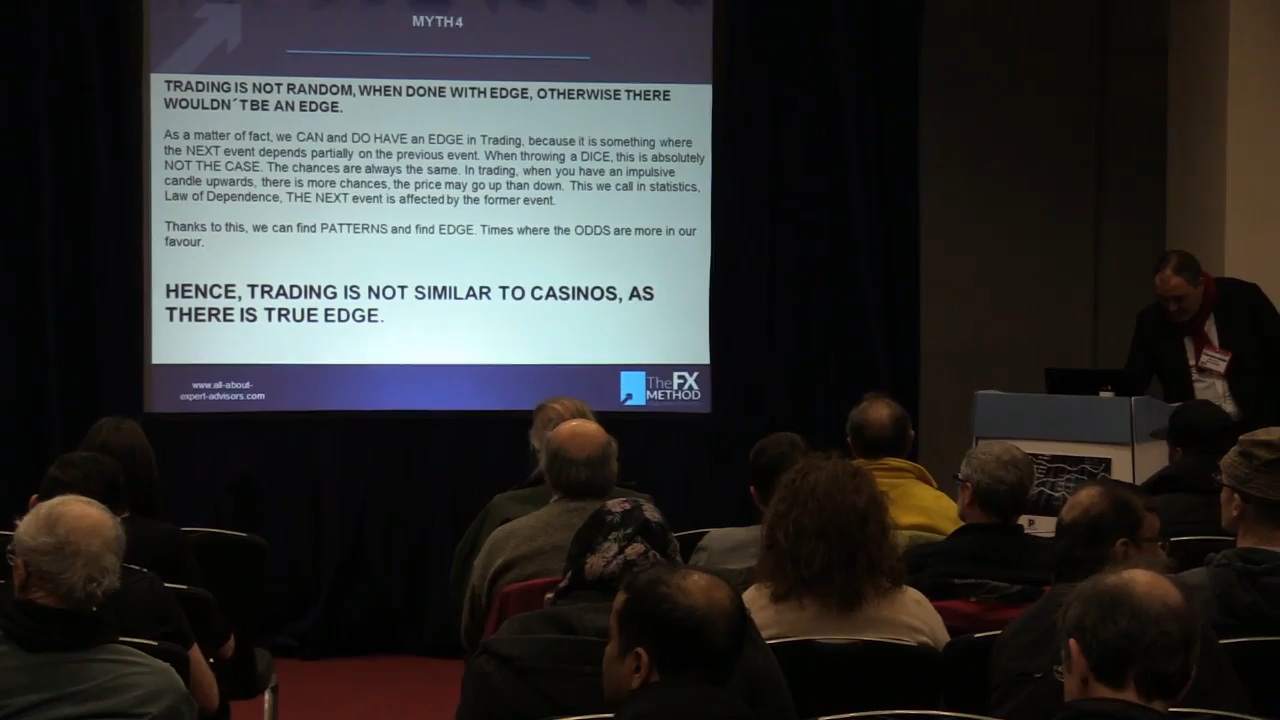 MYTH 4
TRADING IS NOT RANDOM, WHEN DONE WITH EDGE, OTHERWISE THERE
WOULDN´T BE AN EDGE.
As a matter of fact, we CAN and DO HAVE an EDGE in Trading, because it is something where
the NEXT event depends partially on the previous event. When throwing a DICE, this is absolutely
NOT THE CASE. The chances are always the same. In trading, when you have an impulsive
candle upwards, there is more chances, the price may go up than down. This we call in statistics,
Law of Dependence, THE NEXT event is affected by the former event.
Thanks to this, we can find PATTERNS and find EDGE. Times where the ODDS are more in our
favour.
HENCE, TRADING IS NOT SIMILAR TO CASINOS, AS
THERE IS TRUE EDGE.
www.all-about-
expert-advisors.com
The FX
METHOD